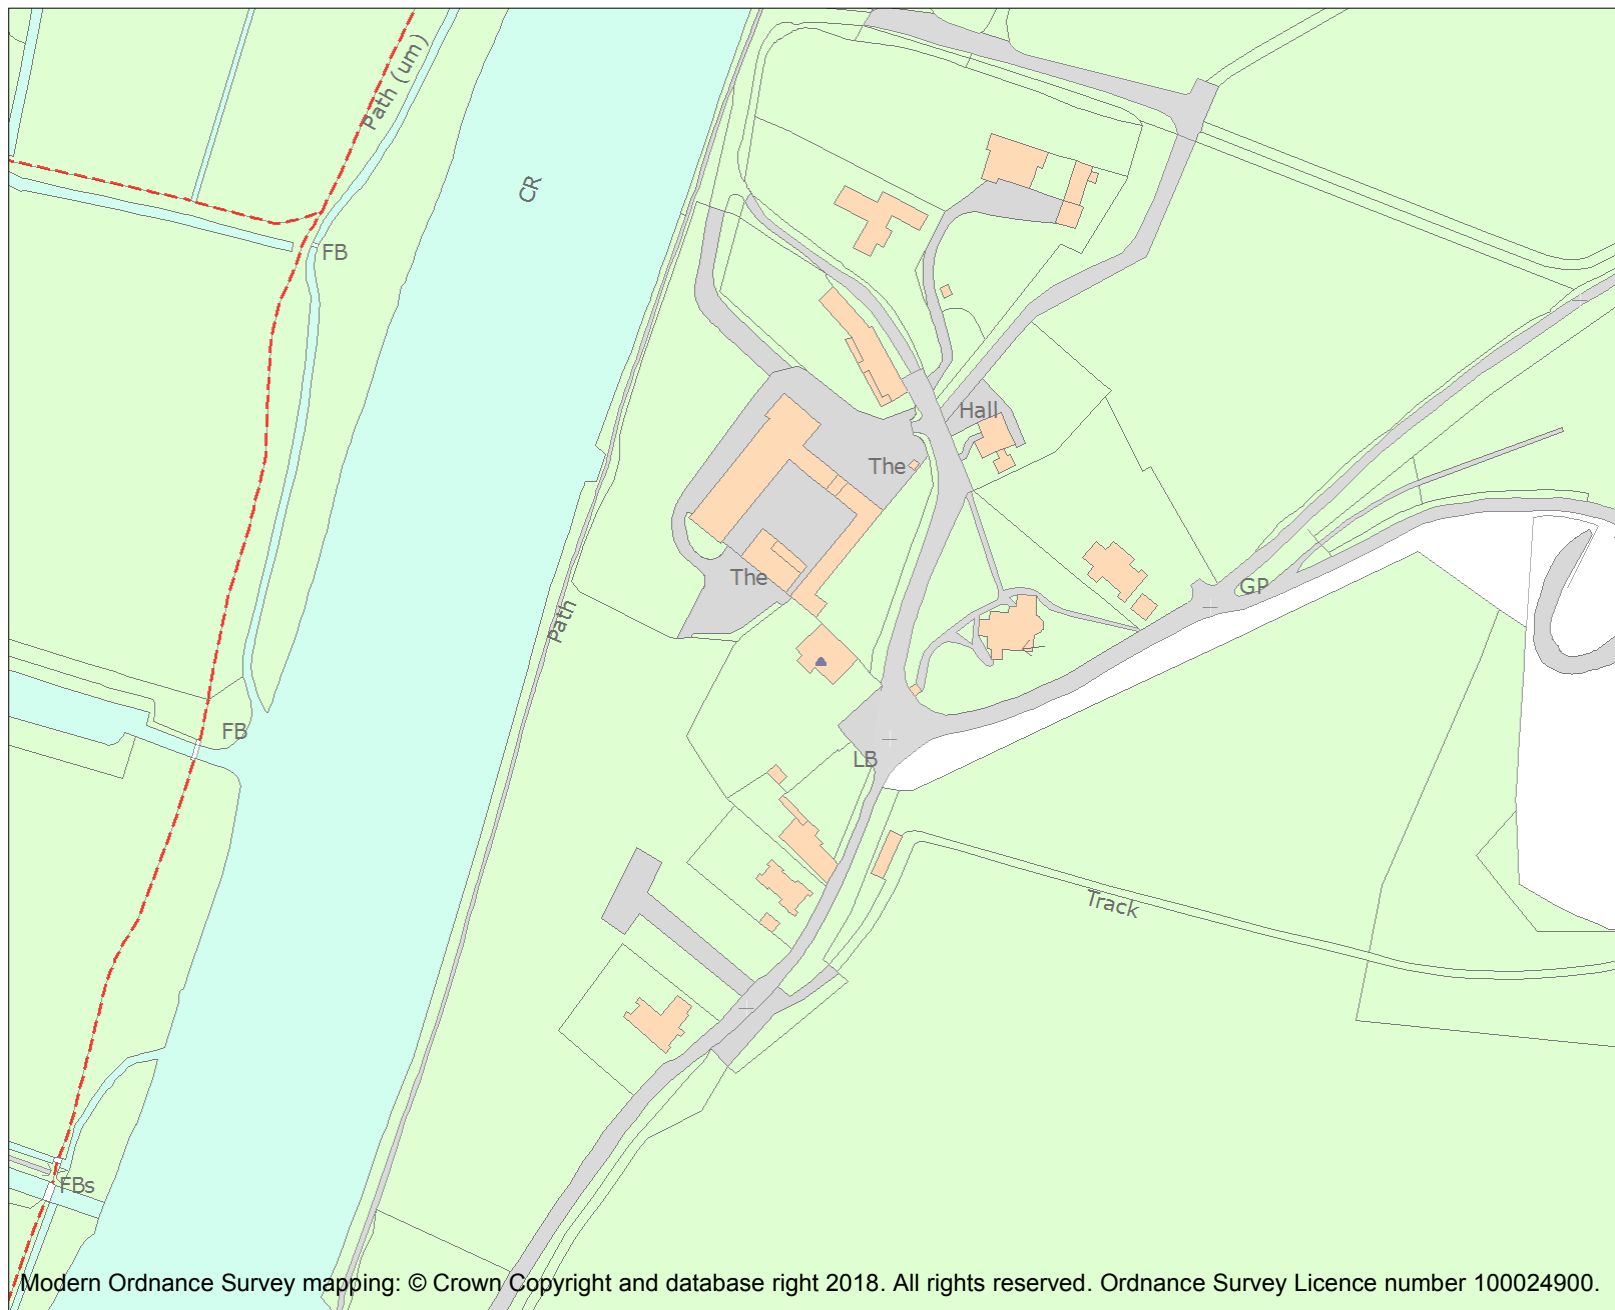 Path (um)
CR
FB
Hall
The
The
GP
Path
FB
LB
Track
FBs
Modern Ordnance Survey mapping: © Crown Copyright and database right 2018. All rights reserved. Ordnance Survey Licence number 100024900.